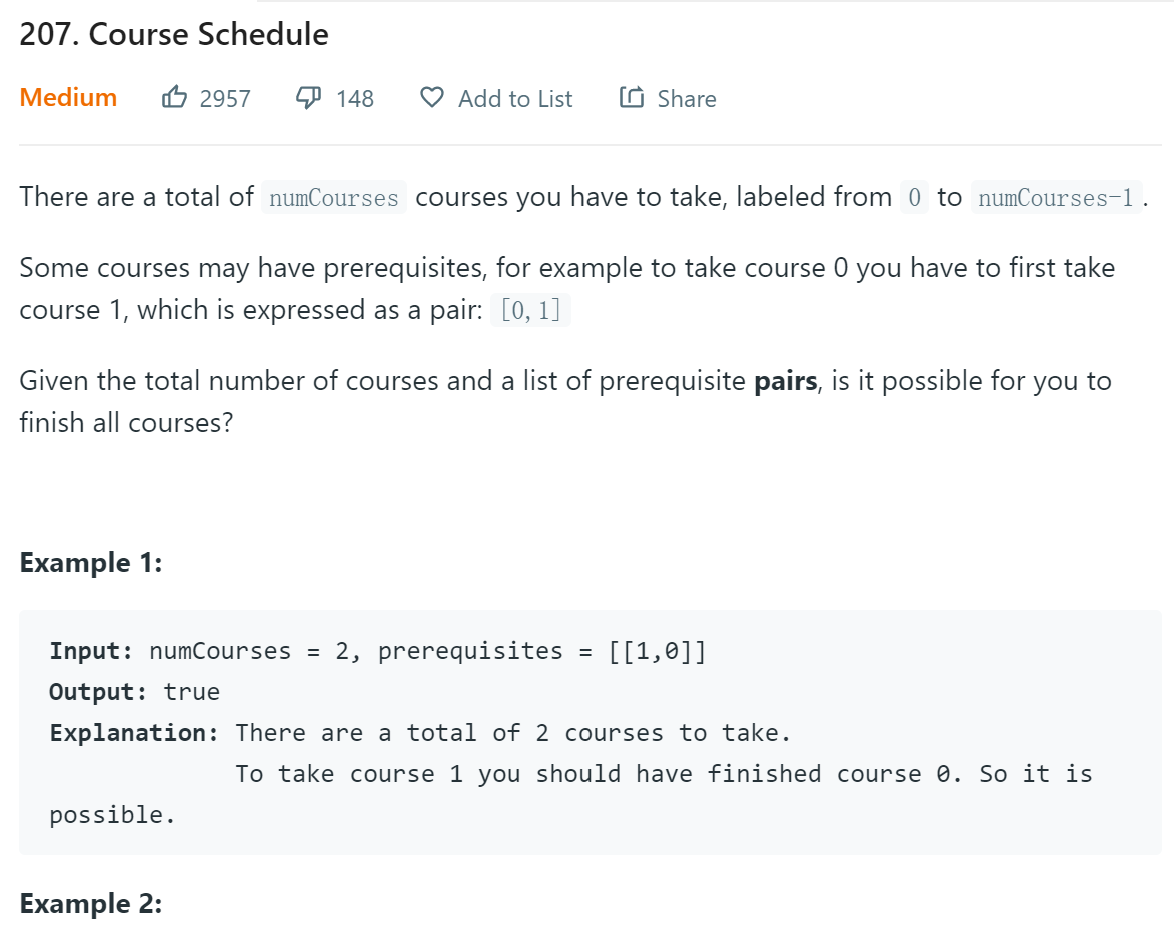 207. Course Schedule
Medium 2957 148 Add to List Share
There are a total of numCourses courses you have to take, labeled from 0 to numCourses-1.
Some courses may have prerequisites, for example to take course 0 you have to first take
course 1, which is expressed as a pair: [0,1]
Given the total number of courses and a list of prerequisite pairs, is it possible for you to
finish all courses?
Example 1:
Input: numCourses = 2, prerequisites = [[1,0]]
Output: true
Explanation: There are a total of 2 courses to take.
To take course 1 you should have finished course 0. So it is
possible.
Example 2: